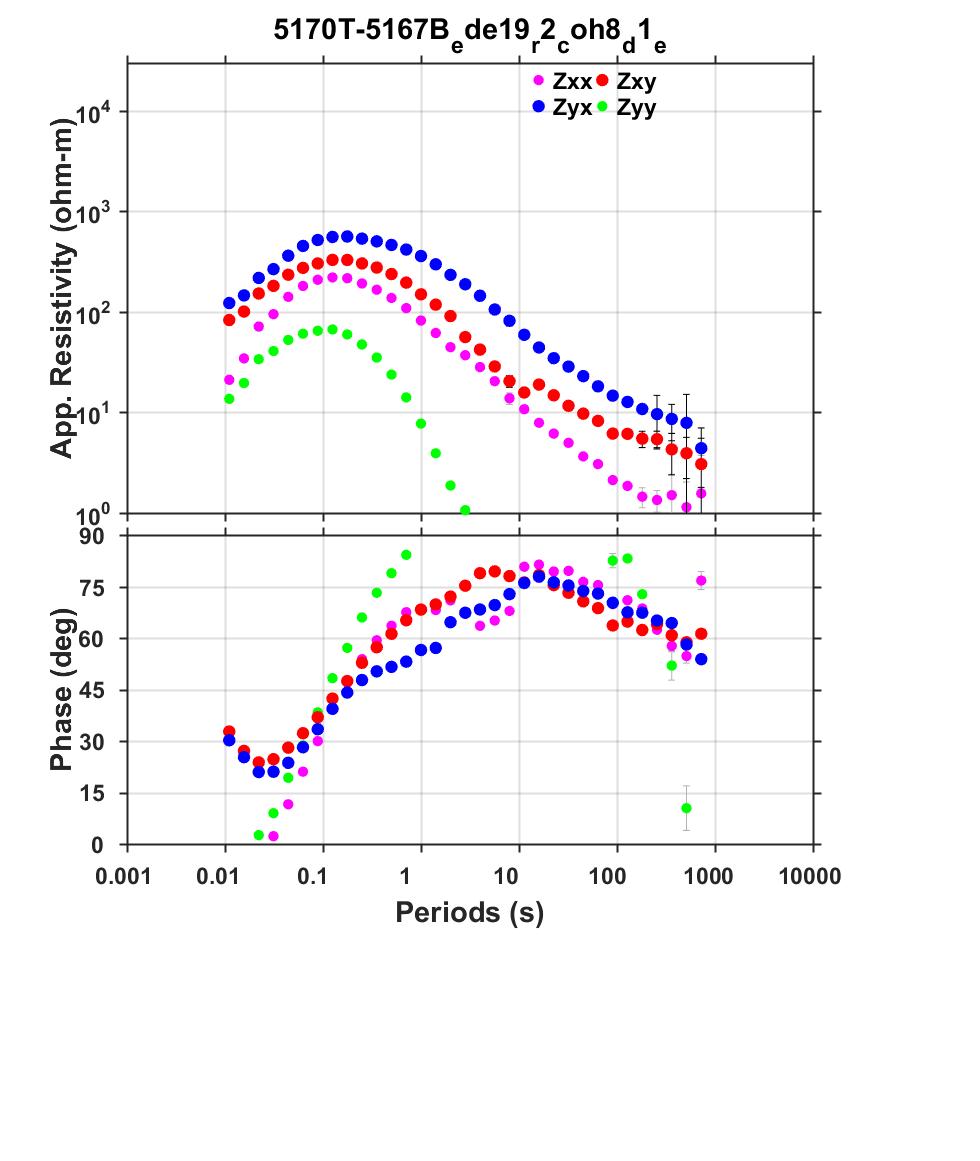 5170T-5167B_ede19_r2_coh8_d1_e
Zxx Zxy
Zyx Zyy
App. Resistivity (ohm-m)
10^4
10^3
10^2
10^1
10^0
Phase (deg)
90
75
60
45
30
15
0
0.001 0.01 0.1 1 10 100 1000 10000
Periods (s)